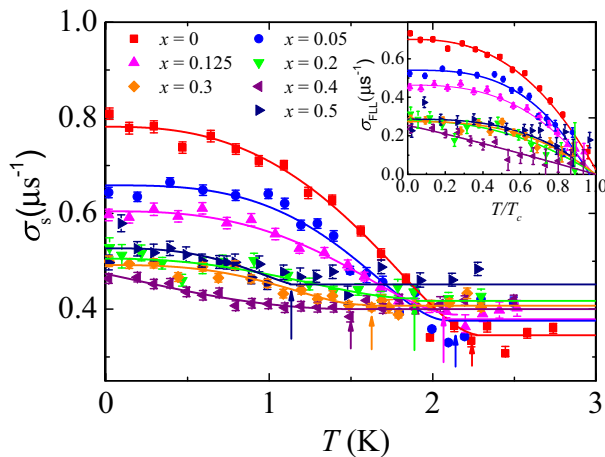 x = 0 x = 0.05
x = 0.125 x = 0.2
x = 0.3 x = 0.4
x = 0.5
σs(μs⁻¹)
1.0
0.8
0.6
0.4
0 1 2 3
T (K)
σFLL (μs⁻¹)
0.6
0.4
0.2
0.0
0.0 0.2 0.4 0.6 0.8 1.0
T/Tc